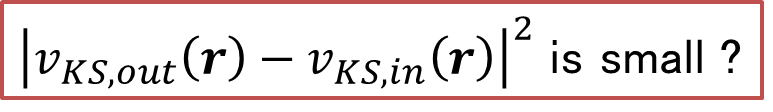 |v_{KS,out}(r) − v_{KS,in}(r)|² is small ?